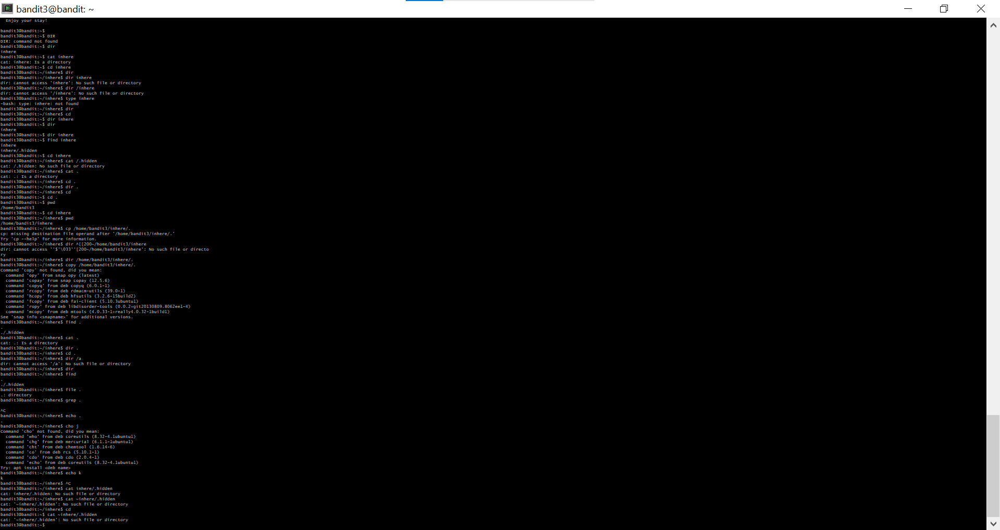 bandit3@bandit: ~
Enjoy your stay!
bandit3@bandit:~$
bandit3@bandit:~$ DIR
DIR: command not found
bandit3@bandit:~$ dir
inhere
bandit3@bandit:~$ cat inhere
cat: inhere: Is a directory
bandit3@bandit:~$ cd inhere
bandit3@bandit:~/inhere$ dir
bandit3@bandit:~/inhere$ dir inhere
dir: cannot access 'inhere': No such file or directory
bandit3@bandit:~/inhere$ dir /inhere
dir: cannot access '/inhere': No such file or directory
bandit3@bandit:~/inhere$ type inhere
-bash: type: inhere: not found
bandit3@bandit:~/inhere$ dir
bandit3@bandit:~/inhere$ cd
bandit3@bandit:~$ dir inhere
bandit3@bandit:~$ dir
inhere
bandit3@bandit:~$ dir inhere
bandit3@bandit:~$ find inhere
inhere
inhere/.hidden
bandit3@bandit:~$ cd inhere
bandit3@bandit:~/inhere$ cat /.hidden
cat: /.hidden: No such file or directory
bandit3@bandit:~/inhere$ cat .
cat: .: Is a directory
bandit3@bandit:~/inhere$ cd .
bandit3@bandit:~/inhere$ dir .
bandit3@bandit:~/inhere$ cd
bandit3@bandit:~$ cd .
bandit3@bandit:~$ pwd
/home/bandit3
bandit3@bandit:~$ cd inhere
bandit3@bandit:~/inhere$ pwd
/home/bandit3/inhere
bandit3@bandit:~/inhere$ cp /home/bandit3/inhere/.
cp: missing destination file operand after '/home/bandit3/inhere/.'
Try 'cp --help' for more information.
bandit3@bandit:~/inhere$ dir ^[[200~/home/bandit3/inhere
dir: cannot access ''$'\033''[200~/home/bandit3/inhere': No such file or directo
ry
bandit3@bandit:~/inhere$ dir /home/bandit3/inhere/.
bandit3@bandit:~/inhere$ copy /home/bandit3/inhere/.
Command 'copy' not found, did you mean:
command 'opy' from snap opy (latest)
command 'copay' from snap copay (12.5.6)
command 'copyq' from deb copyq (6.0.1-1)
command 'rcopy' from deb rdmacm-utils (39.0-1)
command 'hcopy' from deb hfsutils (3.2.6-15build2)
command 'fcopy' from deb fai-client (5.10.3ubuntu1)
command 'ropy' from deb libdisorder-tools (0.0.2+git20130809.8062ee1-4)
command 'mcopy' from deb mtools (4.0.33-1+really4.0.32-1build1)
See 'snap info <snapname>' for additional versions.
bandit3@bandit:~/inhere$ find .
.
./.hidden
bandit3@bandit:~/inhere$ cat .
cat: .: Is a directory
bandit3@bandit:~/inhere$ dir .
bandit3@bandit:~/inhere$ cd .
bandit3@bandit:~/inhere$ dir /a
dir: cannot access '/a': No such file or directory
bandit3@bandit:~/inhere$ dir
bandit3@bandit:~/inhere$ find
.
./.hidden
bandit3@bandit:~/inhere$ file .
.: directory
bandit3@bandit:~/inhere$ grep .
^C
bandit3@bandit:~/inhere$ echo .
.
bandit3@bandit:~/inhere$ cho j
Command 'cho' not found, did you mean:
command 'who' from deb coreutils (8.32-4.1ubuntu1)
command 'chg' from deb mercurial (6.1.1-1ubuntu1)
command 'cht' from deb chemtool (1.6.14-6)
command 'co' from deb rcs (5.10.1-1)
command 'cdo' from deb cdo (2.0.4-1)
command 'echo' from deb coreutils (8.32-4.1ubuntu1)
Try: apt install <deb name>
bandit3@bandit:~/inhere$ echo k
k
bandit3@bandit:~/inhere$ ^C
bandit3@bandit:~/inhere$ cat inhere/.hidden
cat: inhere/.hidden: No such file or directory
bandit3@bandit:~/inhere$ cat ~inhere/.hidden
cat: '~inhere/.hidden': No such file or directory
bandit3@bandit:~/inhere$ cd
bandit3@bandit:~$ cat ~inhere/.hidden
cat: '~inhere/.hidden': No such file or directory
bandit3@bandit:~$